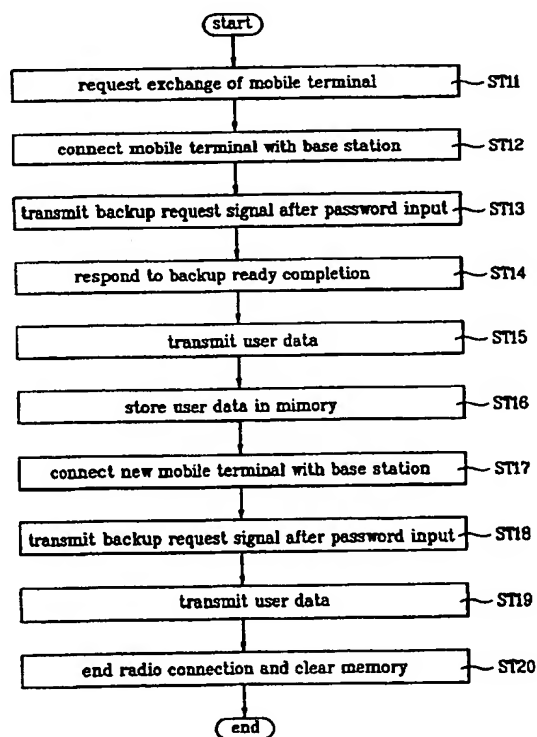 start
request exchange of mobile terminal
ST11
connect mobile terminal with base station
ST12
transmit backup request signal after password input
ST13
respond to backup ready completion
ST14
transmit user data
ST15
store user data in mimory
ST16
connect new mobile terminal with base station
ST17
transmit backup request signal after password input
ST18
transmit user data
ST19
end radio connection and clear memory
ST20
end